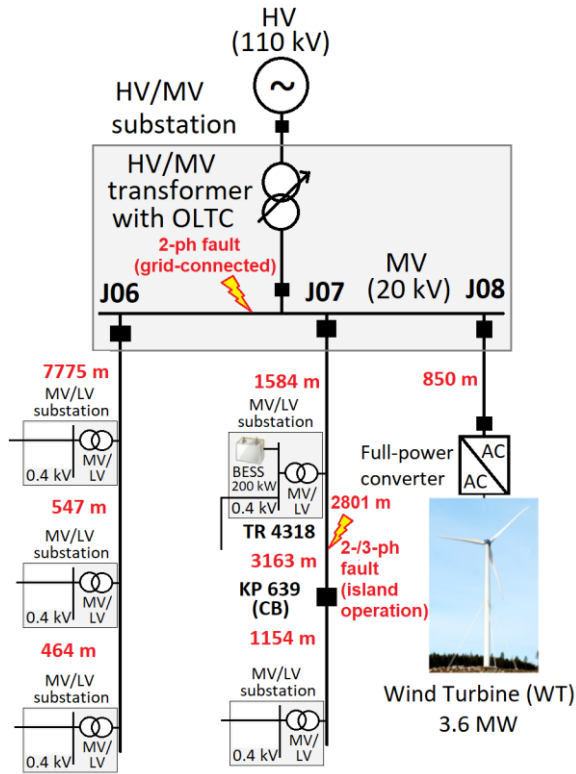 HV
(110 kV)
~
HV/MV
substation
HV/MV
transformer
with OLTC
2-ph fault
(grid-connected)
MV
(20 kV)
J06
J07
J08
7775 m
MV/LV
substation
0.4 kV
MV/
LV
547 m
MV/LV
substation
0.4 kV
MV/
LV
464 m
MV/LV
substation
0.4 kV
MV/
LV
1584 m
MV/LV
substation
BESS
200 kW
0.4 kV
MV/
LV
TR 4318
2801 m
3163 m
2-/3-ph
fault
(island
operation)
KP 639
(CB)
1154 m
MV/LV
substation
0.4 kV
MV/
LV
850 m
Full-power
converter
AC
AC
Wind Turbine (WT)
3.6 MW